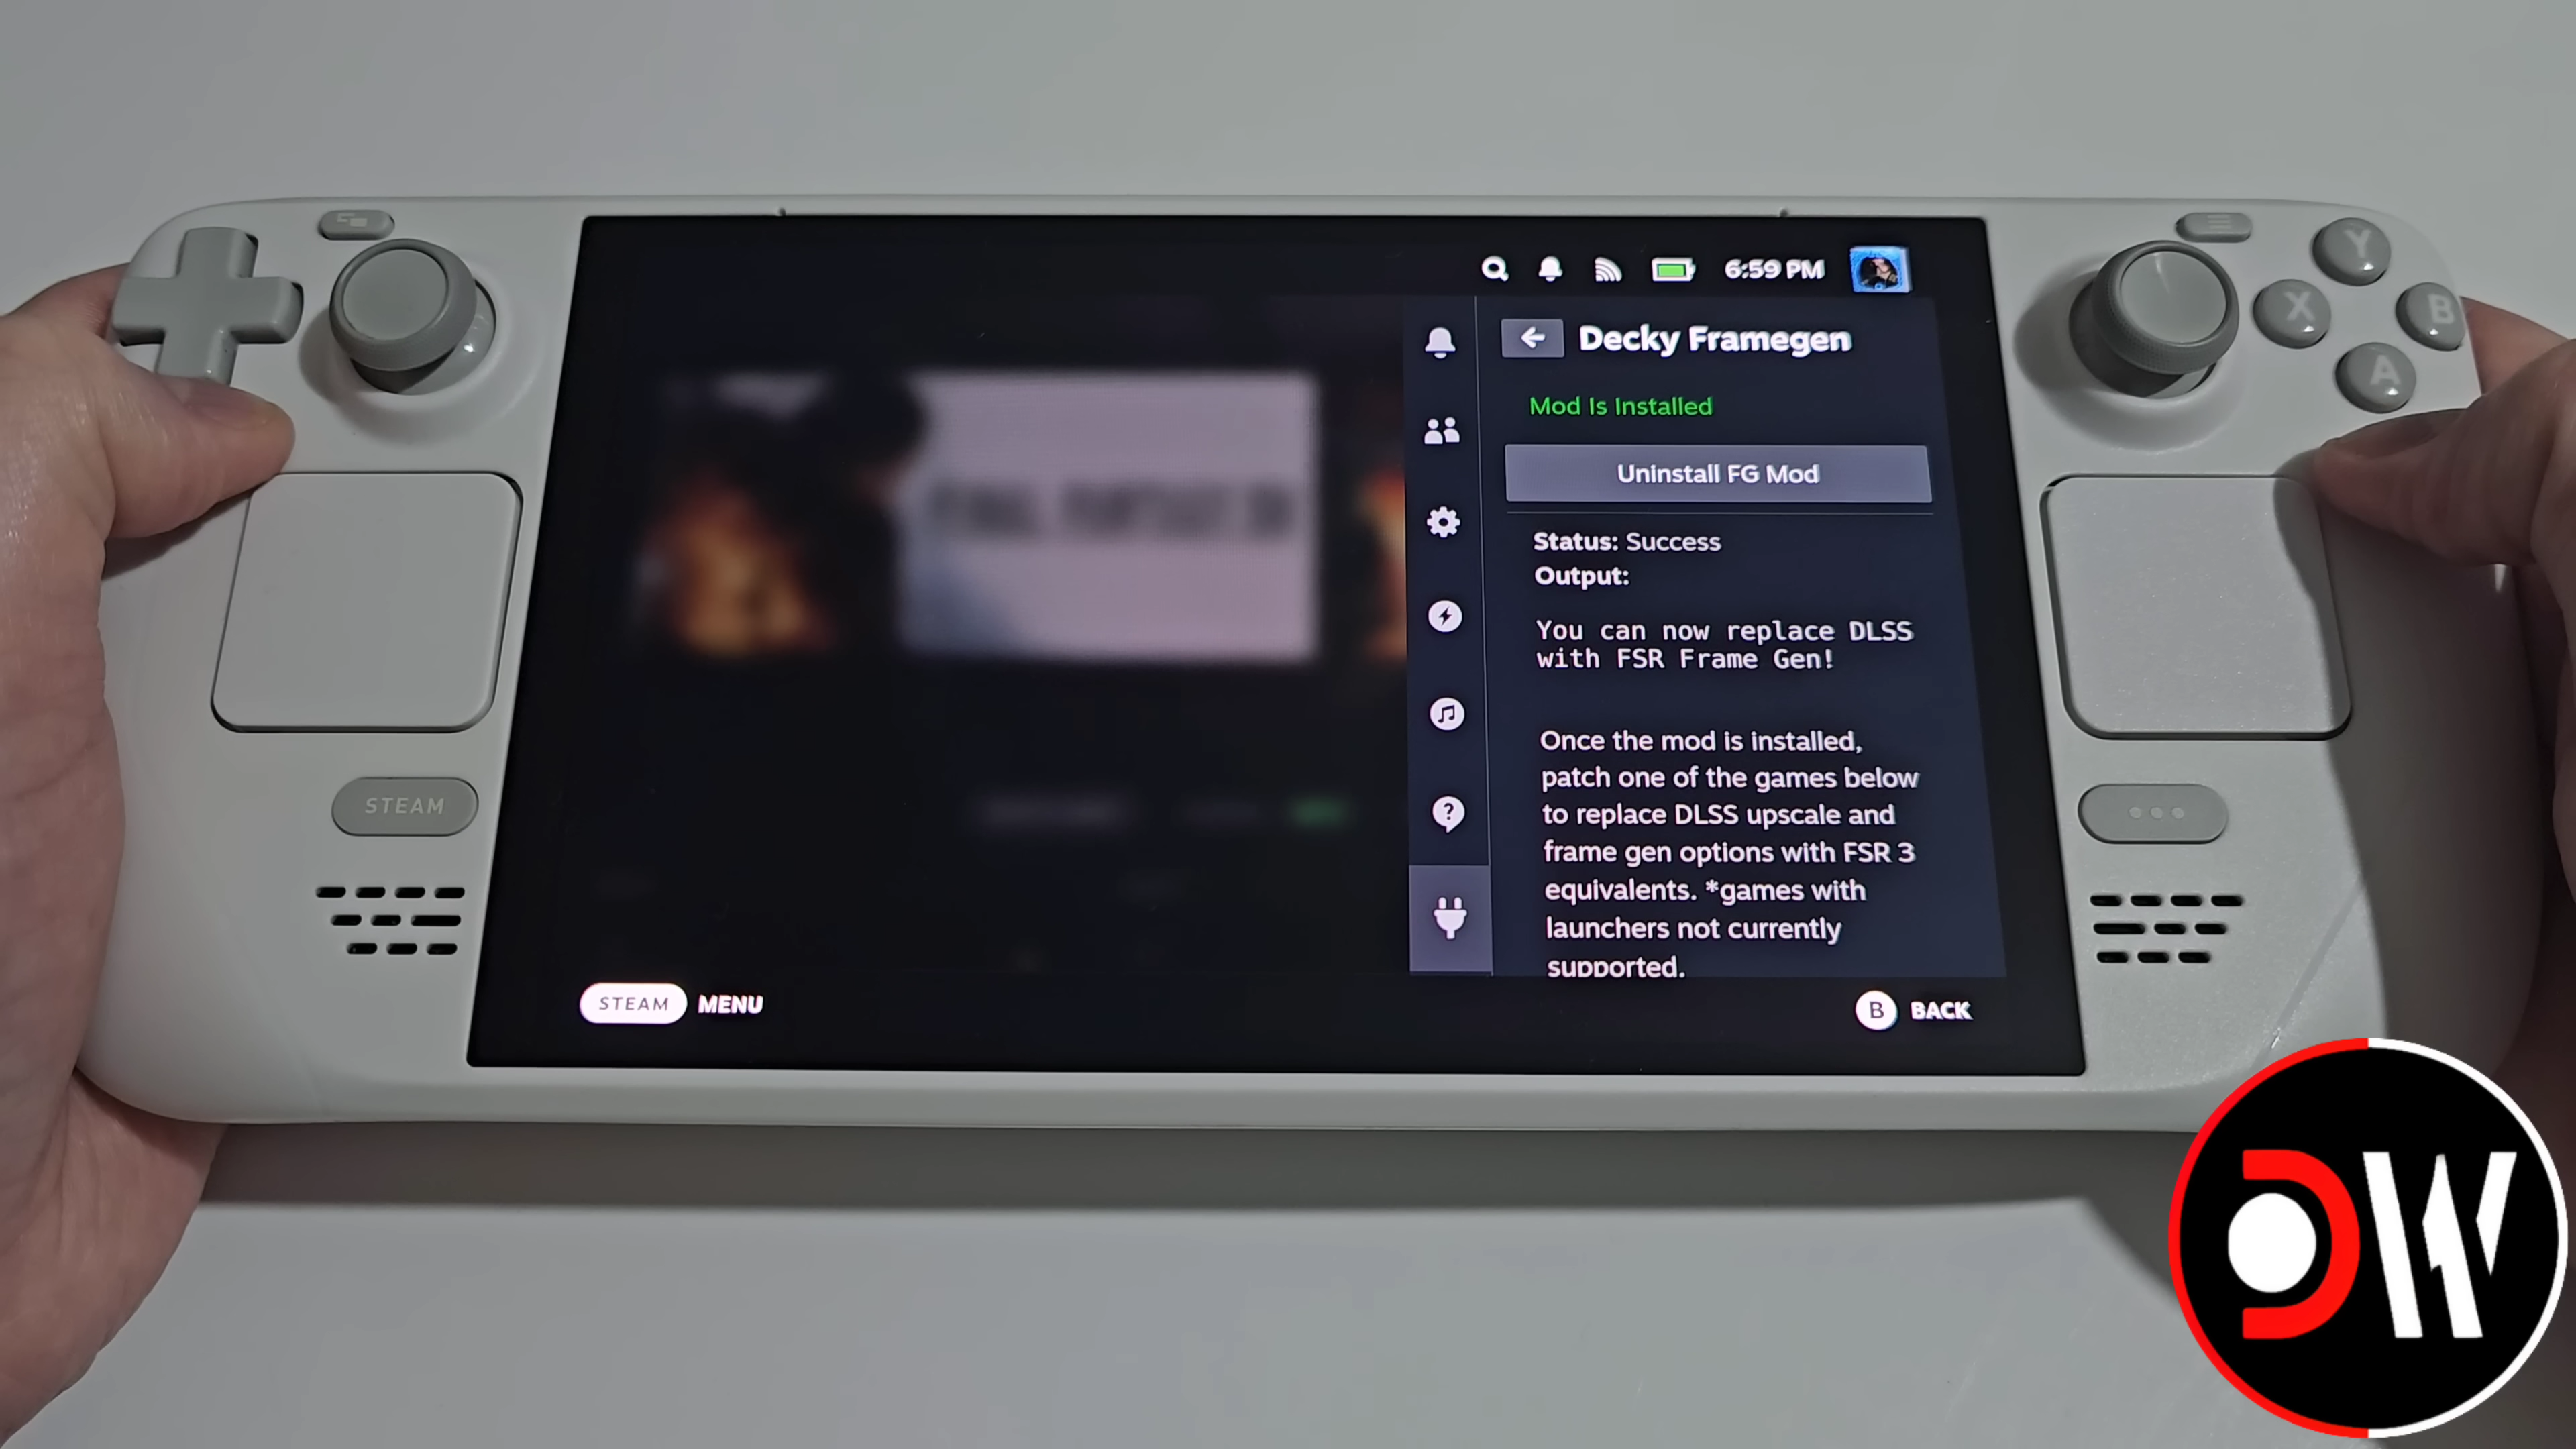 6:59 PM
Decky Framegen
Mod Is Installed
Uninstall FG Mod
Status: Success
Output:
You can now replace DLSS
with FSR Frame Gen!
Once the mod is installed,
patch one of the games below
to replace DLSS upscale and
frame gen options with FSR 3
equivalents. *games with
launchers not currently
supported.
STEAM MENU
B BACK
STEAM
Y
X
B
A
DW